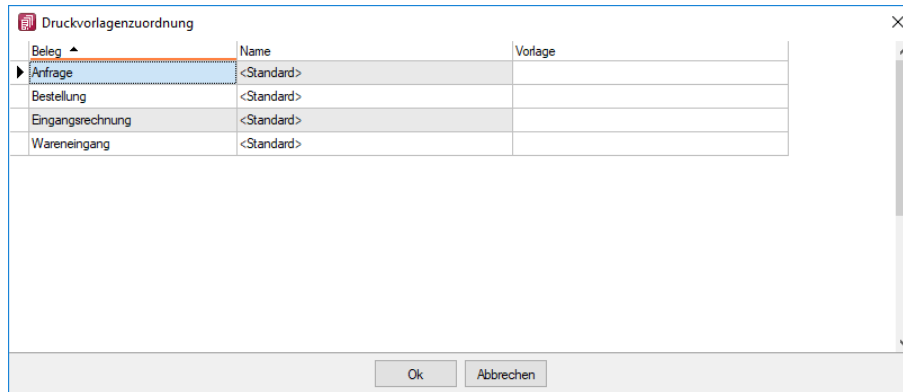 Druckvorlagenzuordnung
Beleg Name Vorlage
Anfrage <Standard>
Bestellung <Standard>
Eingangsrechnung <Standard>
Wareneingang <Standard>
Ok Abbrechen